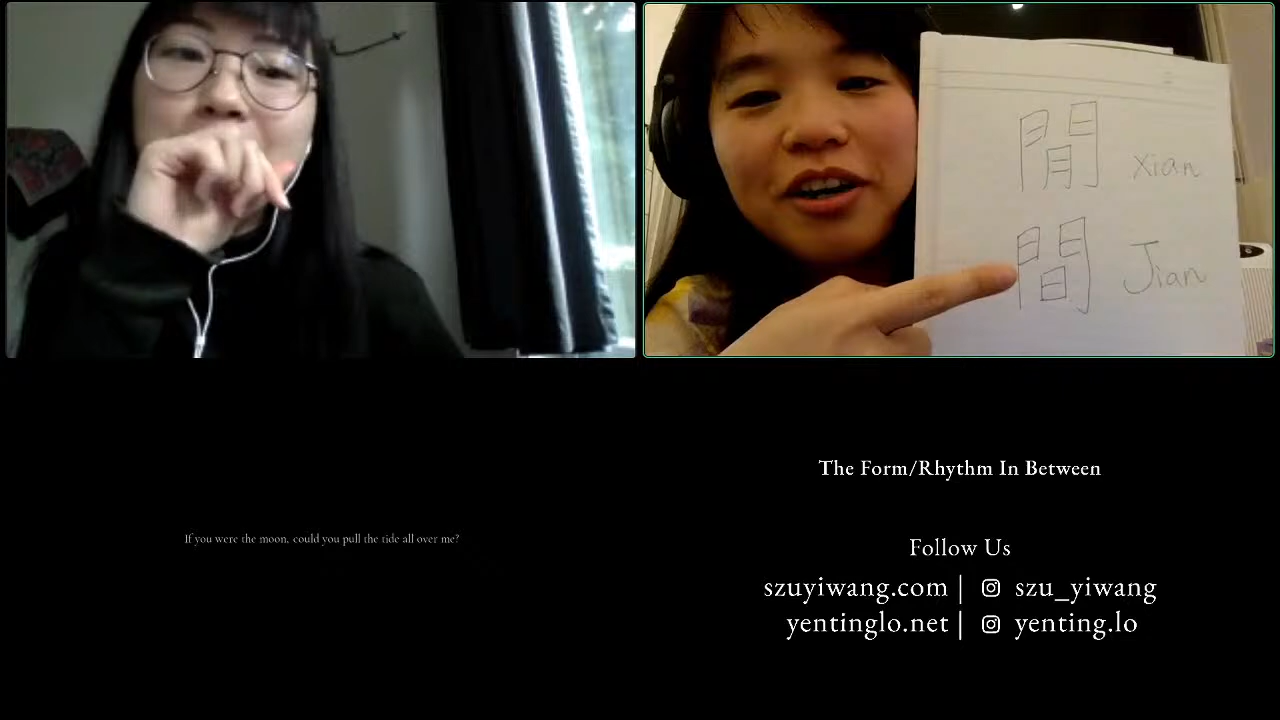 閒 Xian
間 Jian
The Form/Rhythm In Between
If you were the moon, could you pull the tide all over me?
Follow Us
szuyiwang.com | szu_yiwang
yentinglo.net | yenting.lo